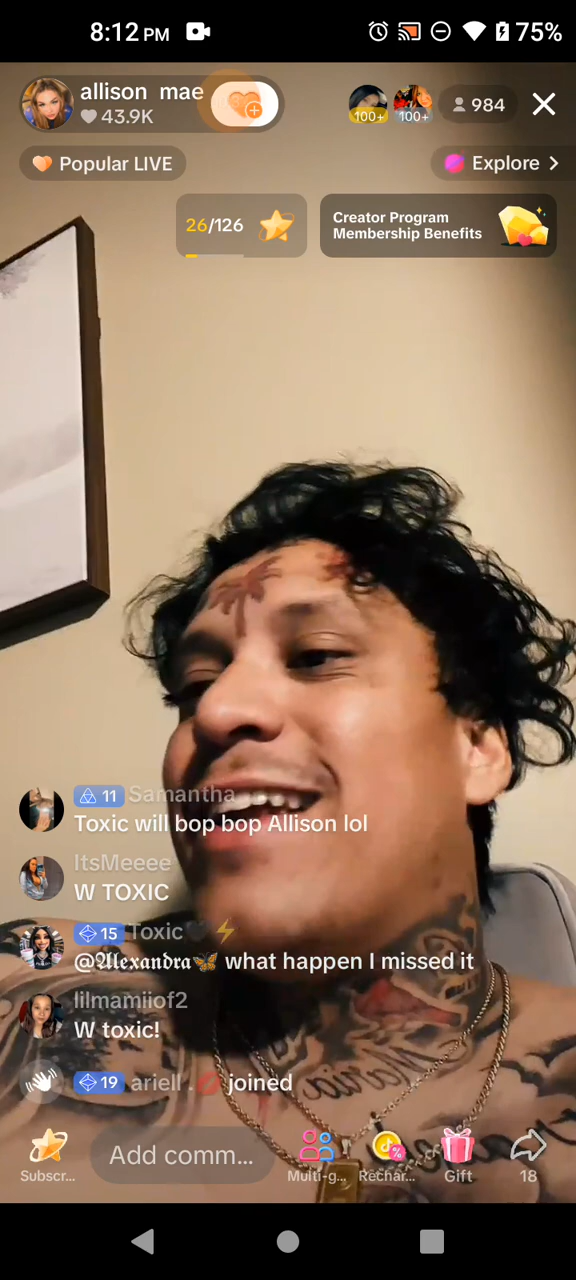 8:12 PM
75%
allison mae
43.9K
100+
100+
984
Popular LIVE
Explore
26/126
Creator Program
Membership Benefits
11 Samantha
Toxic will bop bop Allison lol
ItsMeeee
W TOXIC
15 Toxic🖤⚡
@𝕬𝖑𝖊𝖝𝖆𝖓𝖉𝖗𝖆🦋 what happen I missed it
lilmamiiof2
W toxic!
19 ariell .💋 joined
Add comm...
Subscr...
Multi-g...
Rechar...
Gift
18